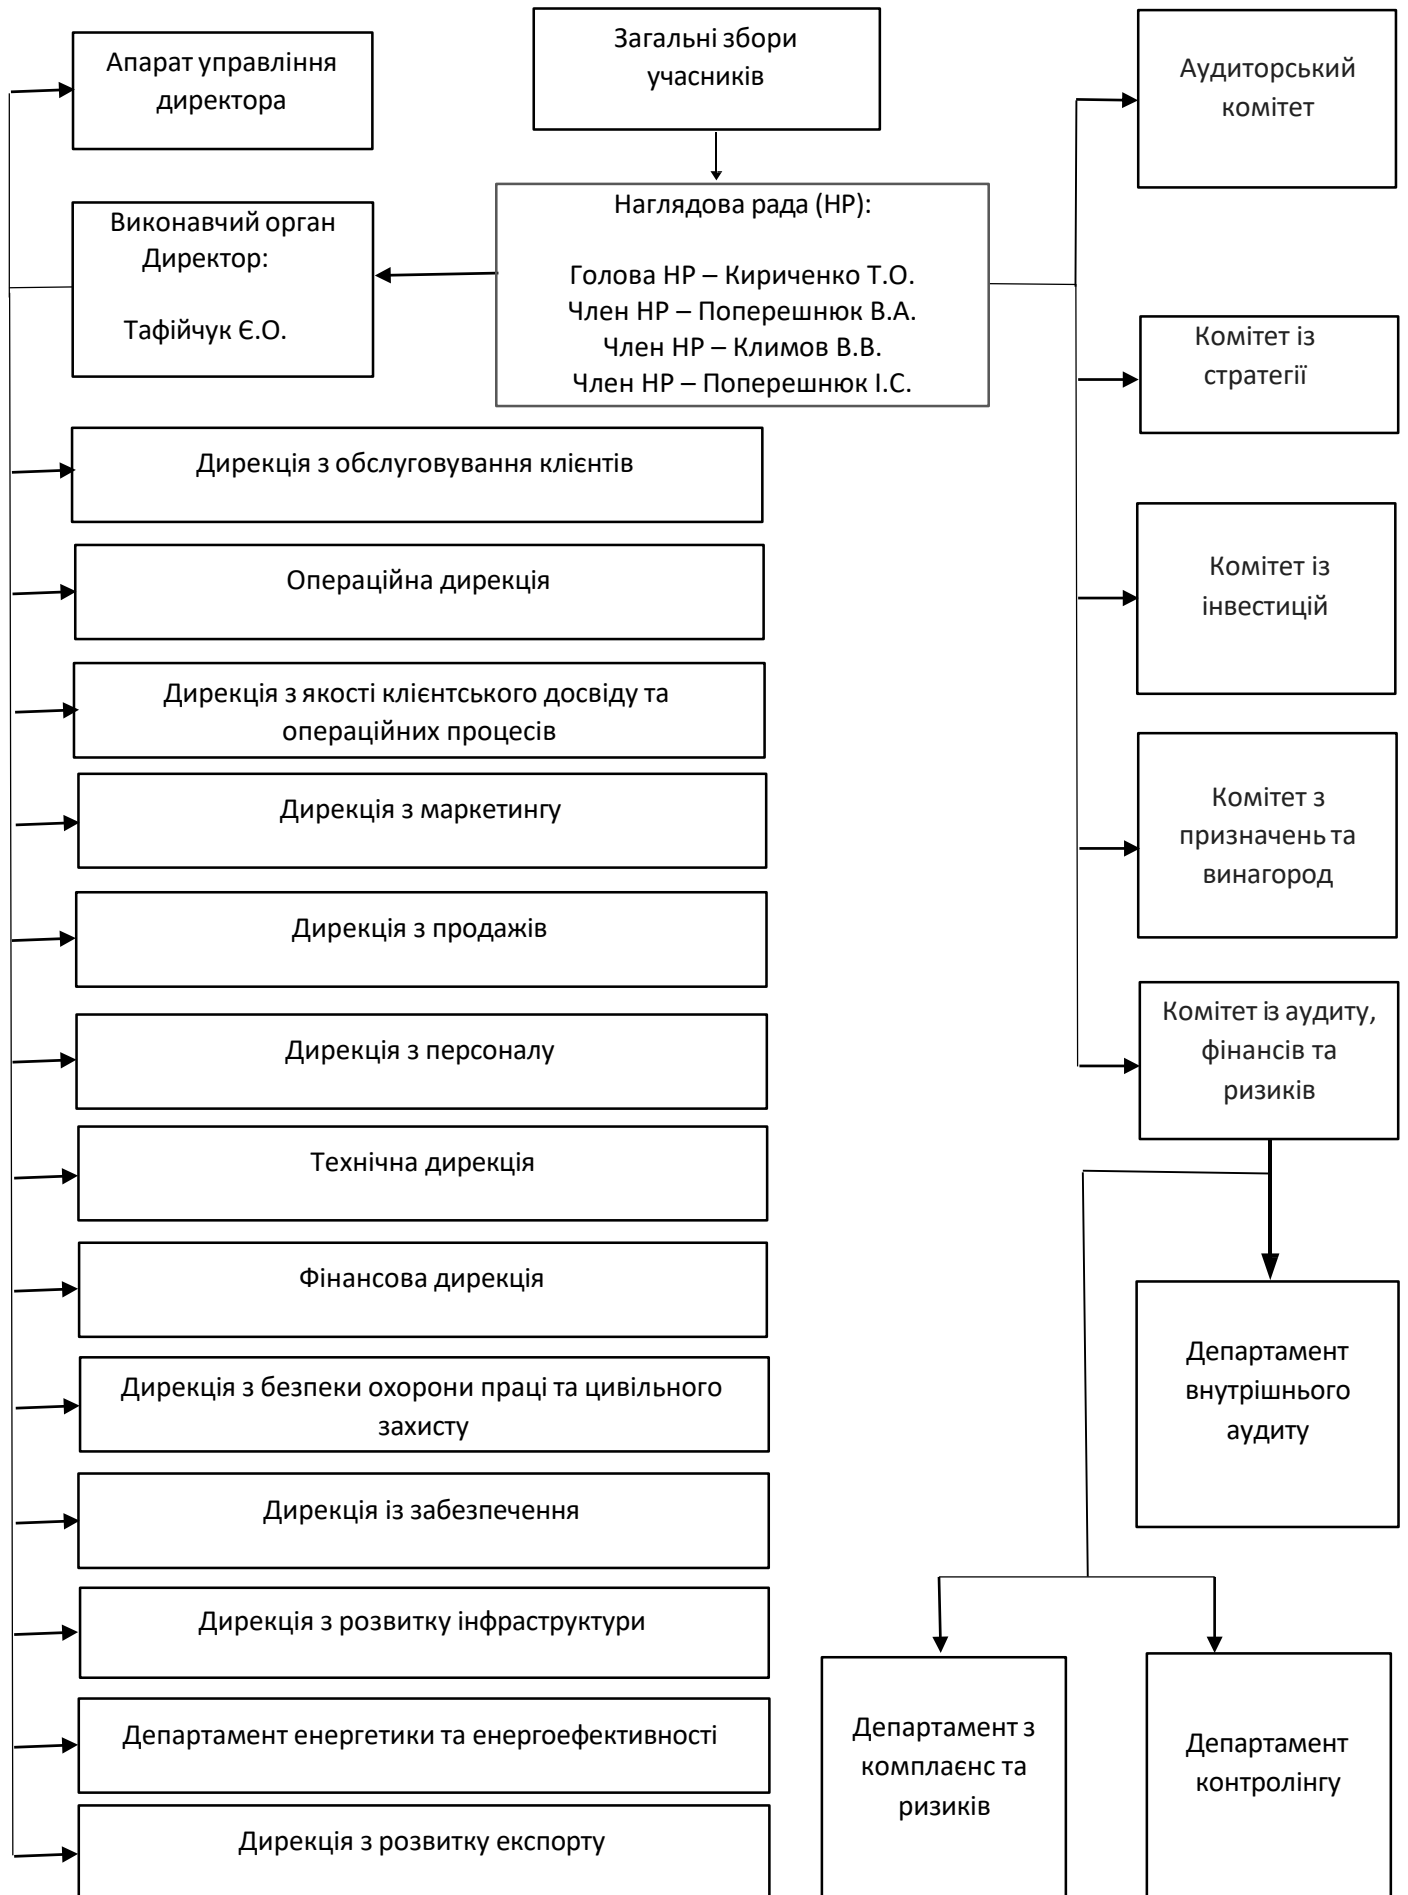 Апарат управління
директора
Загальні збори
учасників
Аудиторський
комітет
Виконавчий орган
Директор:
Тафійчук Є.О.
Наглядова рада (НР):
Голова НР – Кириченко Т.О.
Член НР – Поперешнюк В.А.
Член НР – Климов В.В.
Член НР – Поперешнюк І.С.
Комітет із
стратегії
Дирекція з обслуговування клієнтів
Операційна дирекція
Комітет із
інвестицій
Дирекція з якості клієнтського досвіду та
операційних процесів
Дирекція з маркетингу
Комітет з
призначень та
винагород
Дирекція з продажів
Дирекція з персоналу
Комітет із аудиту,
фінансів та
ризиків
Технічна дирекція
Фінансова дирекція
Дирекція з безпеки охорони праці та цивільного
захисту
Департамент
внутрішнього
аудиту
Дирекція із забезпечення
Дирекція з розвитку інфраструктури
Департамент енергетики та енергоефективності
Дирекція з розвитку експорту
Департамент з
комплаєнс та
ризиків
Департамент
контролінгу